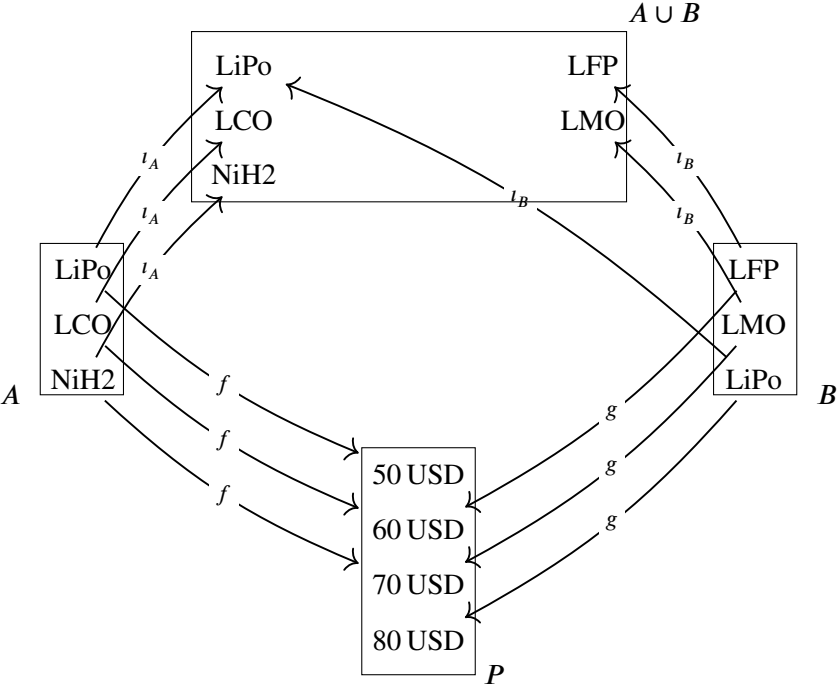 A ∪ B
LiPo LFP
LCO LMO
NiH2
ι_A ι_B
ι_B
ι_A ι_B
ι_A
LiPo LFP
LCO LMO
NiH2 LiPo
A B
f
g
f
g
f
g
50 USD
60 USD
70 USD
80 USD
P